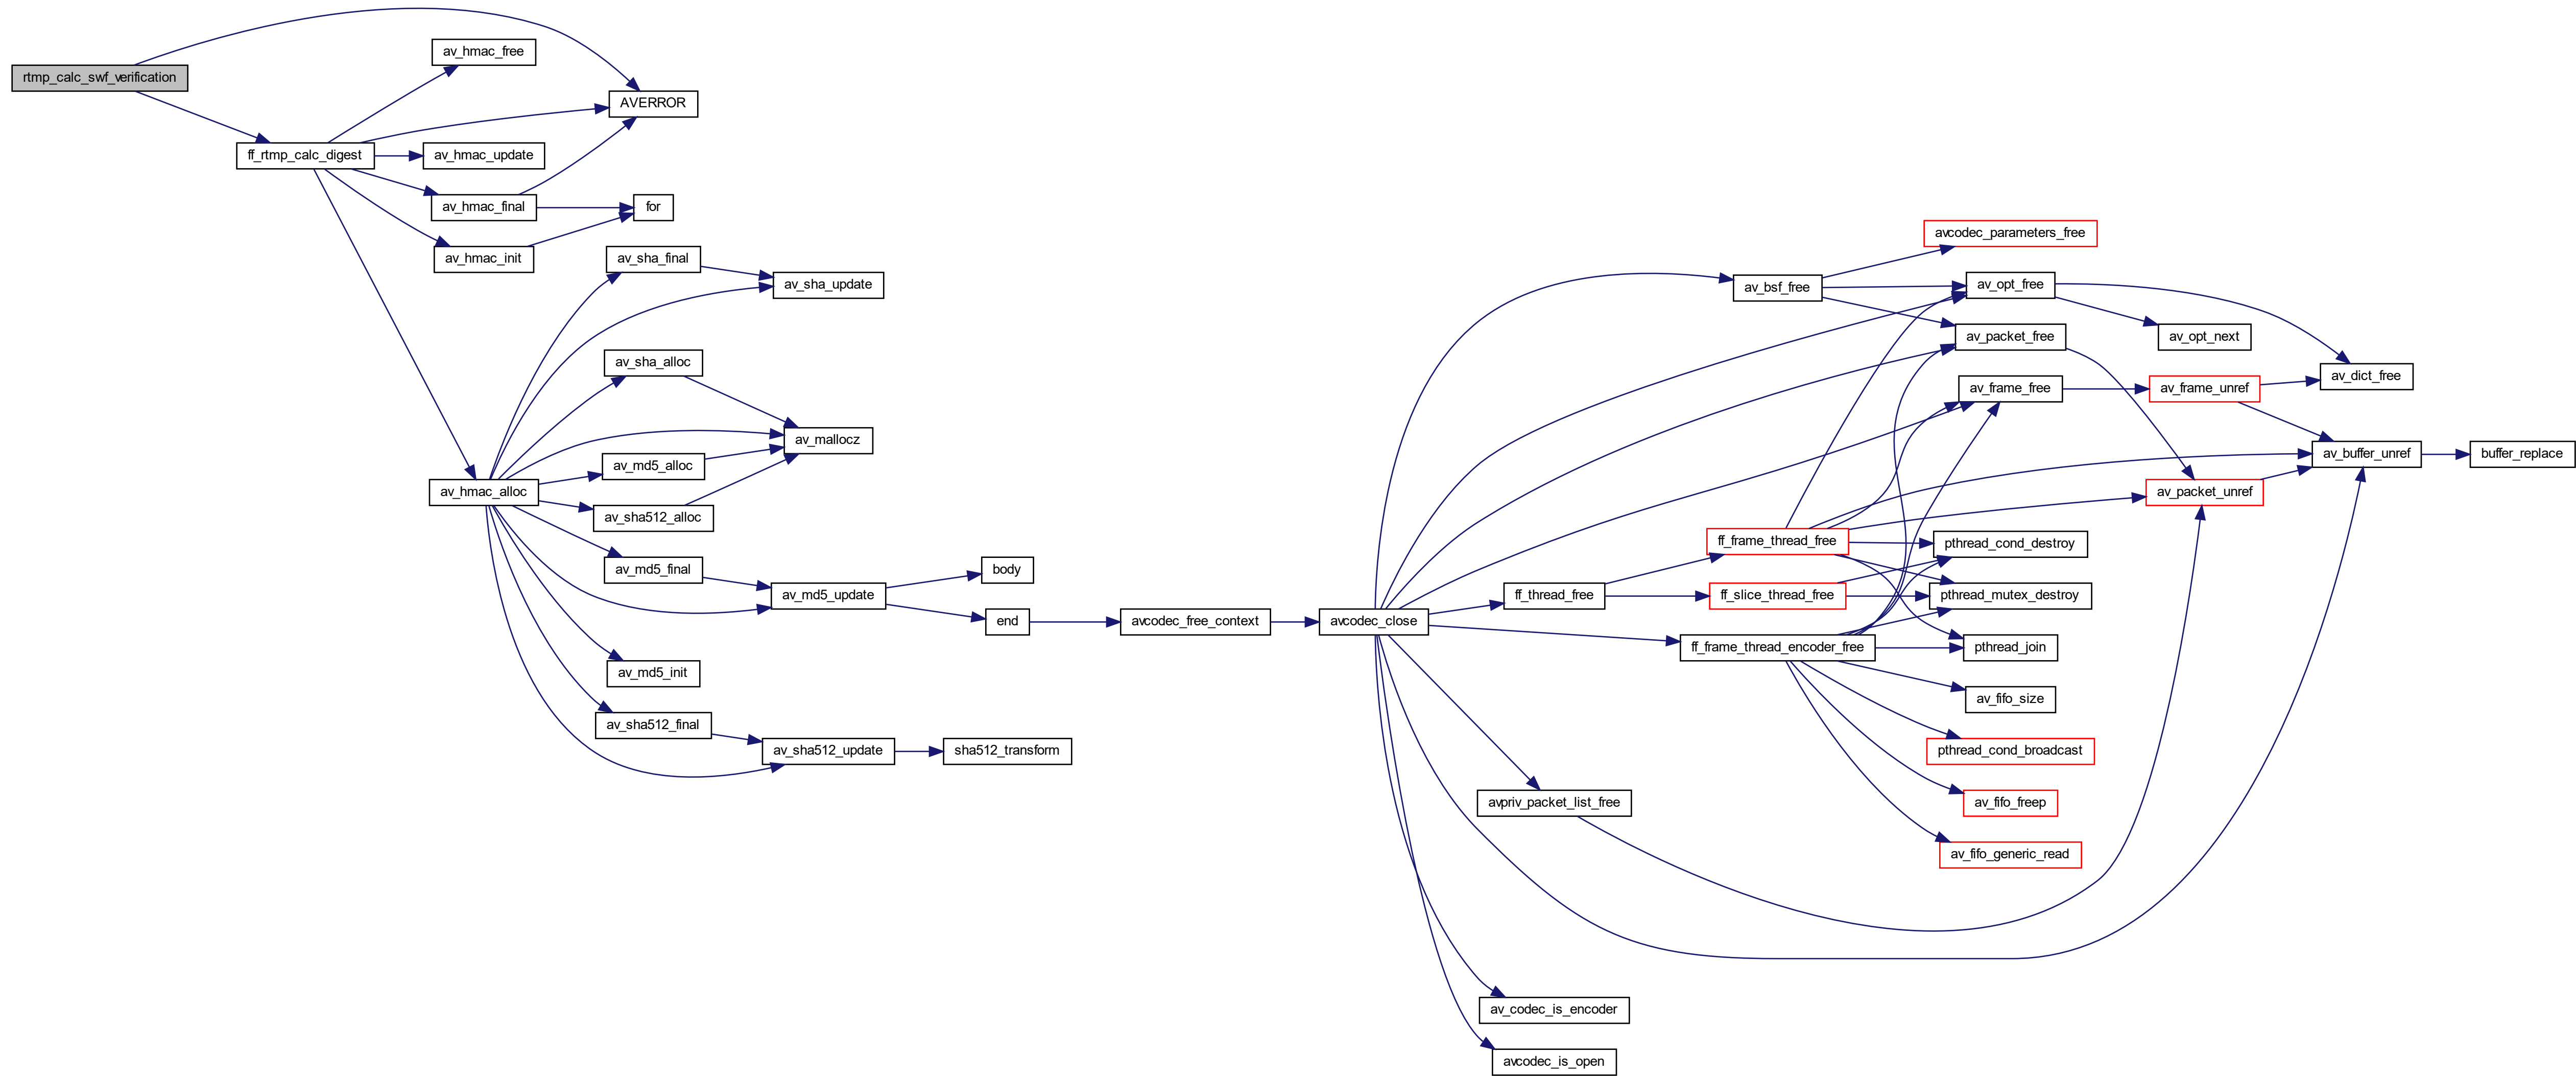 rtmp_calc_swf_verification
ff_rtmp_calc_digest
av_hmac_free
AVERROR
av_hmac_update
av_hmac_final
for
av_hmac_init
av_hmac_alloc
av_sha_final
av_sha_update
av_sha_alloc
av_mallocz
av_md5_alloc
av_sha512_alloc
av_md5_final
av_md5_update
av_md5_init
av_sha512_final
av_sha512_update
sha512_transform
body
end
avcodec_free_context
avcodec_close
av_bsf_free
ff_thread_free
ff_frame_thread_free
ff_slice_thread_free
ff_frame_thread_encoder_free
avpriv_packet_list_free
av_codec_is_encoder
avcodec_is_open
avcodec_parameters_free
av_opt_free
av_packet_free
av_frame_free
pthread_cond_destroy
pthread_mutex_destroy
pthread_join
av_fifo_size
pthread_cond_broadcast
av_fifo_freep
av_fifo_generic_read
av_opt_next
av_frame_unref
av_packet_unref
av_dict_free
av_buffer_unref
buffer_replace